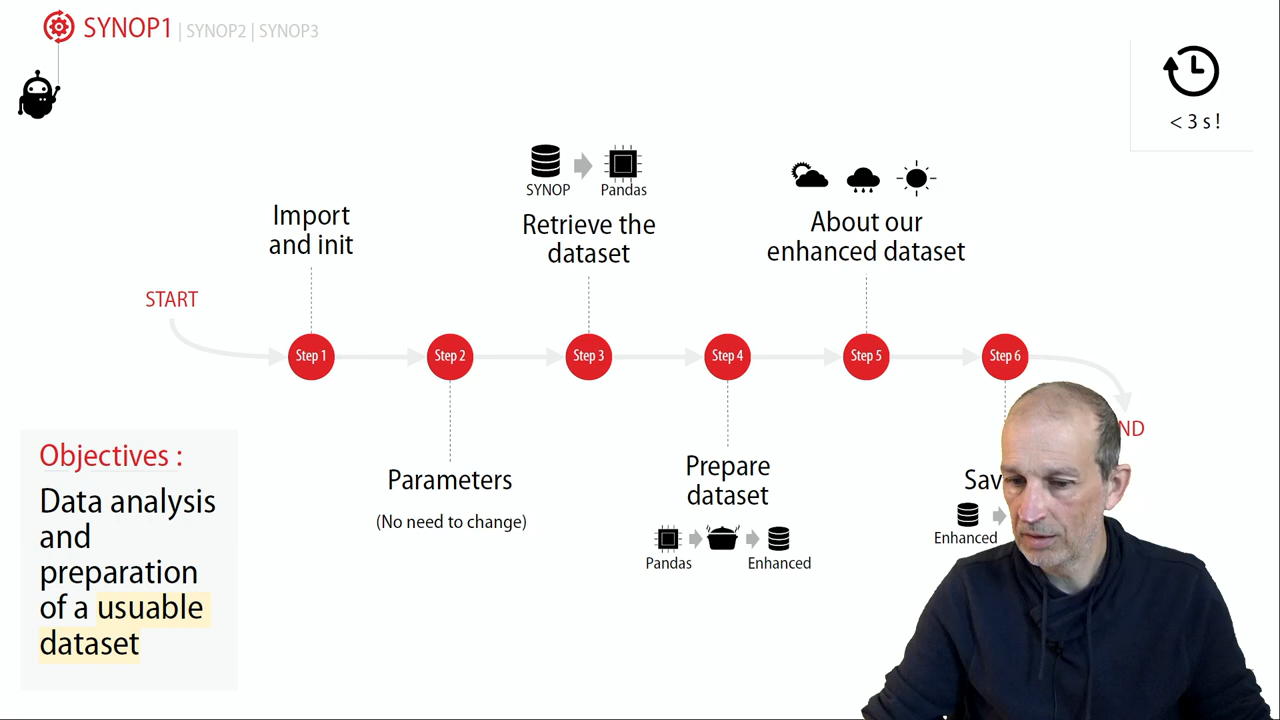 SYNOP1 | SYNOP2 | SYNOP3
< 3 s !
SYNOP
Pandas
Import
and init
Retrieve the
dataset
About our
enhanced dataset
START
Step 1
Step 2
Step 3
Step 4
Step 5
Step 6
ND
Objectives :
Data analysis
and
preparation
of a usuable
dataset
Parameters
(No need to change)
Prepare
dataset
Pandas
Enhanced
Sav
Enhanced